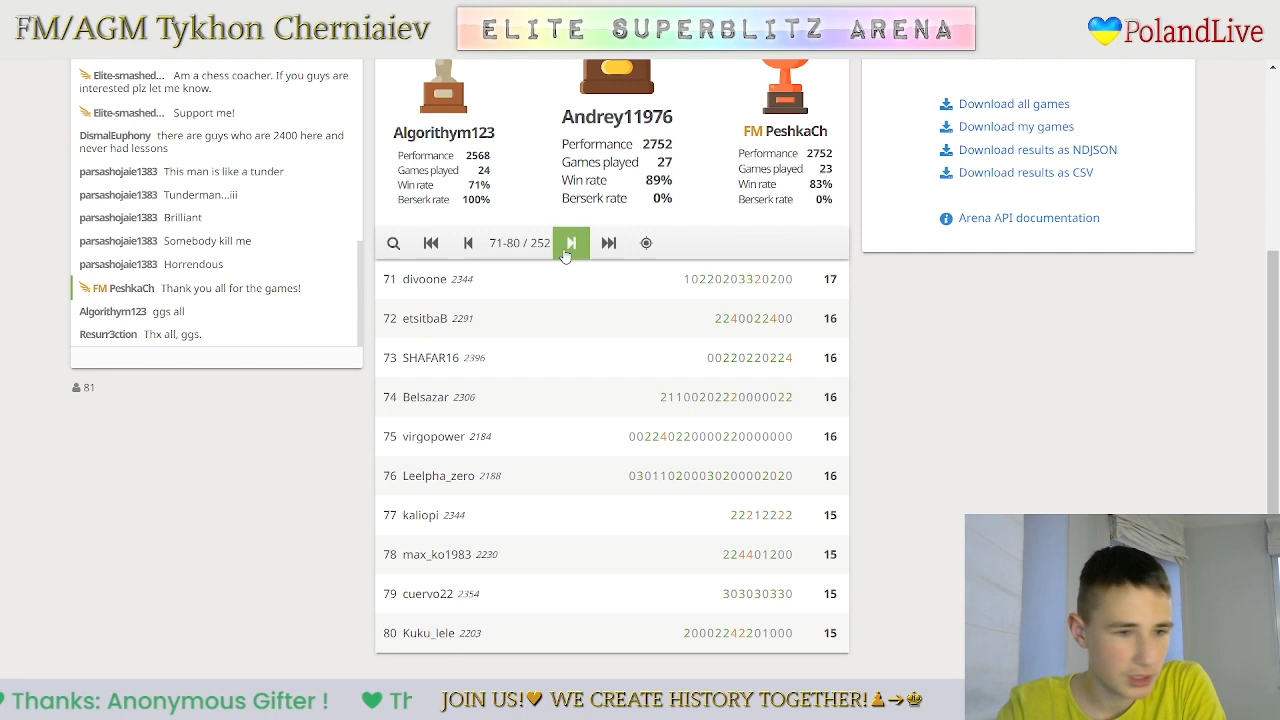 FM/AGM Tykhon Cherniaiev
ELITE SUPERBLITZ ARENA
PolandLive
Elite-smashed... Am a chess coacher. If you guys are
interested plz let me know.
Elite-smashed... Support me!
DismalEuphony there are guys who are 2400 here and
never had lessons
parsashojaie1383 This man is like a tunder
parsashojaie1383 Tunderman...iii
parsashojaie1383 Brilliant
parsashojaie1383 Somebody kill me
parsashojaie1383 Horrendous
FM PeshkaCh Thank you all for the games!
Algorithym123 ggs all
Resurr3ction Thx all, ggs.
81
Algorithym123
Performance 2568
Games played 24
Win rate 71%
Berserk rate 100%
Andrey11976
Performance 2752
Games played 27
Win rate 89%
Berserk rate 0%
FM PeshkaCh
Performance 2752
Games played 23
Win rate 83%
Berserk rate 0%
71-80 / 252
71 divoone 2344 10220203320200 17
72 etsitbaB 2291 2240022400 16
73 SHAFAR16 2396 00220220224 16
74 Belsazar 2306 21100202220000022 16
75 virgopower 2184 002240220000220000000 16
76 Leelpha_zero 2188 030110200030200002020 16
77 kaliopi 2344 22212222 15
78 max_ko1983 2230 224401200 15
79 cuervo22 2354 303030330 15
80 Kuku_lele 2203 20002242201000 15
Download all games
Download my games
Download results as NDJSON
Download results as CSV
Arena API documentation
Thanks: Anonymous Gifter ! Th
JOIN US! WE CREATE HISTORY TOGETHER!